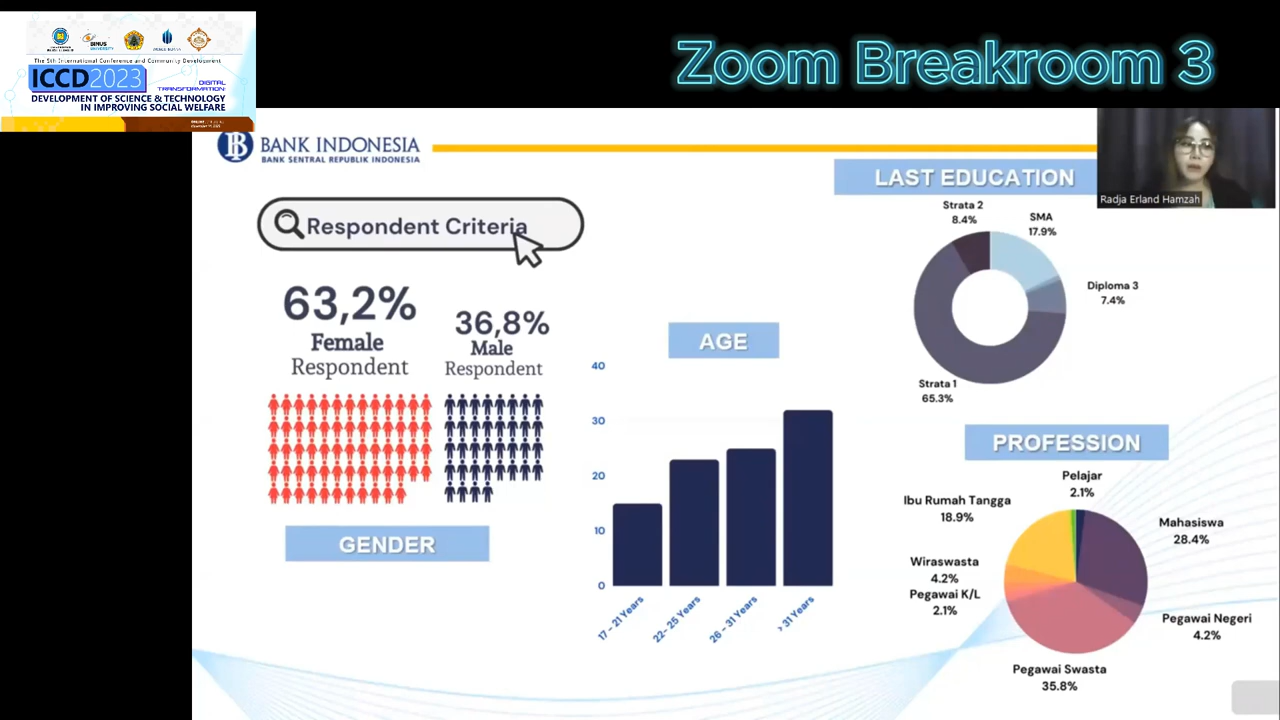 The 5th International Conference and Community Development
ICCD2023
DIGITAL
TRANSFORMATION:
DEVELOPMENT OF SCIENCE & TECHNOLOGY
IN IMPROVING SOCIAL WELFARE
BINUS
UNIVERSITY
Zoom Breakroom 3
BANK INDONESIA
BANK SENTRAL REPUBLIK INDONESIA
Radja Erland Hamzah
Respondent Criteria
63,2%
Female
Respondent
36,8%
Male
Respondent
GENDER
AGE
40
30
20
10
0
17 - 21 Years
22- 25 Years
26 - 31 Years
> 31 Years
LAST EDUCATION
Strata 2
8.4%
SMA
17.9%
Diploma 3
7.4%
Strata 1
65.3%
PROFESSION
Pelajar
2.1%
Ibu Rumah Tangga
18.9%
Mahasiswa
28.4%
Wiraswasta
4.2%
Pegawai K/L
2.1%
Pegawai Negeri
4.2%
Pegawai Swasta
35.8%